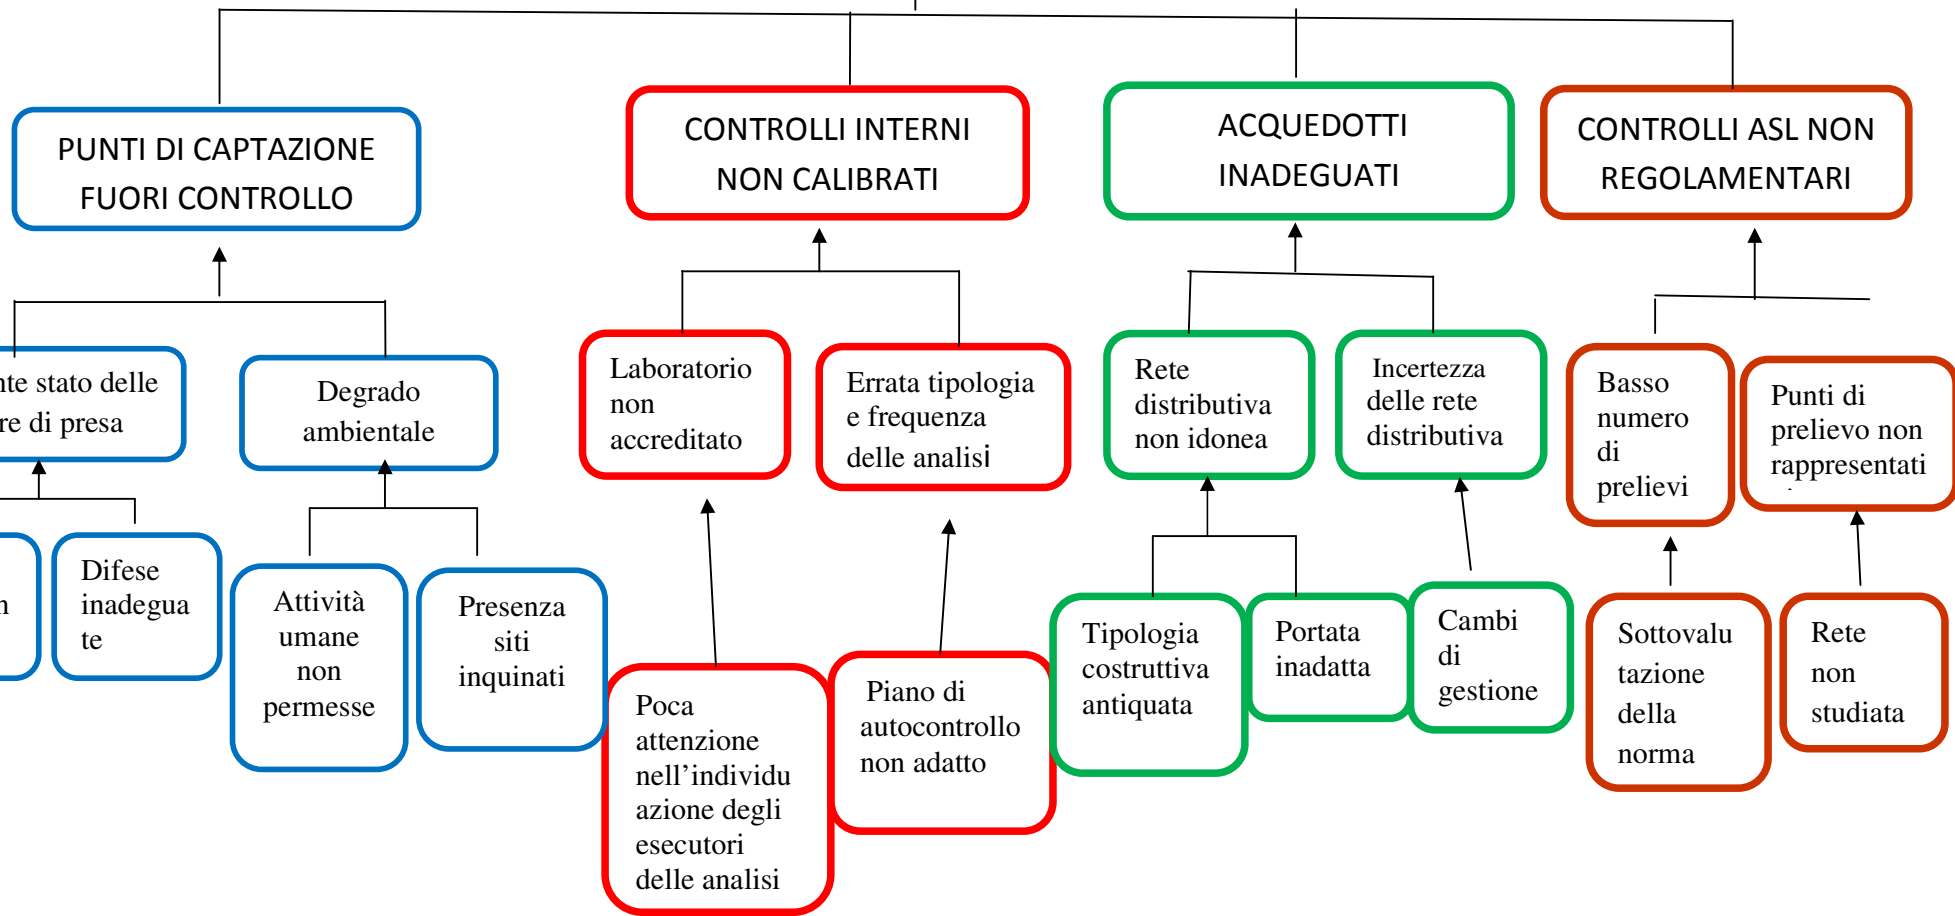 PUNTI DI CAPTAZIONE
FUORI CONTROLLO
CONTROLLI INTERNI
NON CALIBRATI
ACQUEDOTTI
INADEGUATI
CONTROLLI ASL NON
REGOLAMENTARI
stato delle
di presa
Degrado
ambientale
Laboratorio
non
accreditato
Errata tipologia
e frequenza
delle analisi
Rete
distributiva
non idonea
Incertezza
delle rete
distributiva
Basso
numero
di
prelievi
Punti di
prelievo non
rappresentati
Difese
inadegua
te
Attività
umane
non
permesse
Presenza
siti
inquinati
Poca
attenzione
nell’individu
azione degli
esecutori
delle analisi
Piano di
autocontrollo
non adatto
Tipologia
costruttiva
antiquata
Portata
inadatta
Cambi
di
gestione
Sottovalu
tazione
della
norma
Rete
non
studiata